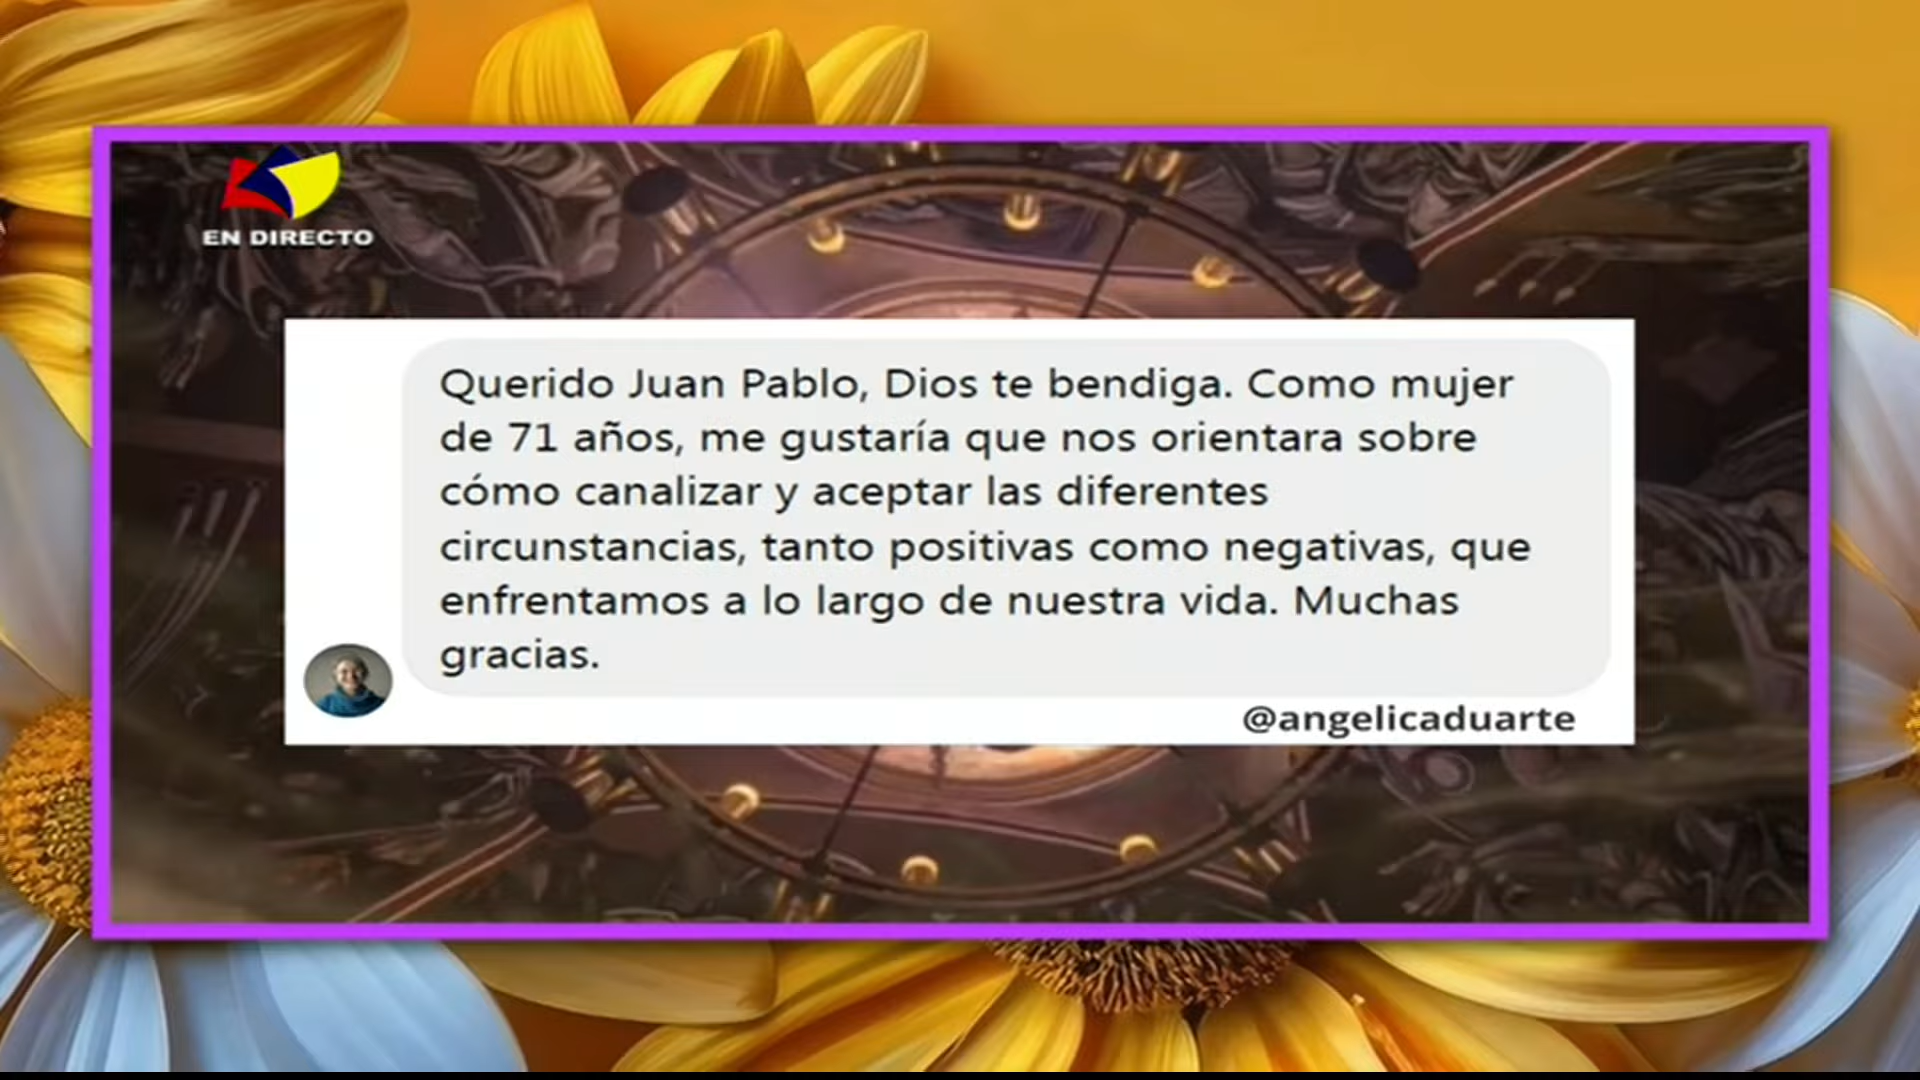 EN DIRECTO
Querido Juan Pablo, Dios te bendiga. Como mujer
de 71 años, me gustaría que nos orientara sobre
cómo canalizar y aceptar las diferentes
circunstancias, tanto positivas como negativas, que
enfrentamos a lo largo de nuestra vida. Muchas
gracias.
@angelicaduarte